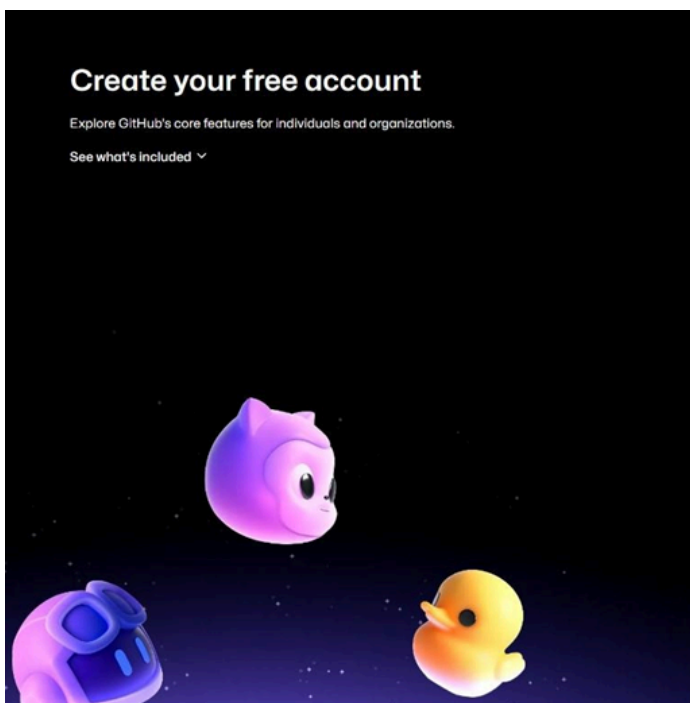 Create your free account
Explore GitHub's core features for individuals and organizations.
See what's included